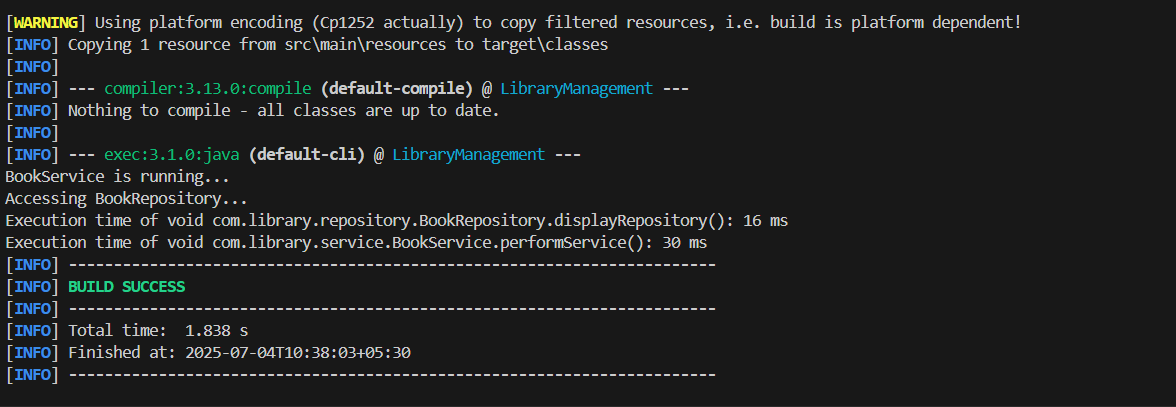 [WARNING] Using platform encoding (Cp1252 actually) to copy filtered resources, i.e. build is platform dependent!
[INFO] Copying 1 resource from src\main\resources to target\classes
[INFO]
[INFO] --- compiler:3.13.0:compile (default-compile) @ LibraryManagement ---
[INFO] Nothing to compile - all classes are up to date.
[INFO]
[INFO] --- exec:3.1.0:java (default-cli) @ LibraryManagement ---
BookService is running...
Accessing BookRepository...
Execution time of void com.library.repository.BookRepository.displayRepository(): 16 ms
Execution time of void com.library.service.BookService.performService(): 30 ms
[INFO] ------------------------------------------------------------------------
[INFO] BUILD SUCCESS
[INFO] ------------------------------------------------------------------------
[INFO] Total time:  1.838 s
[INFO] Finished at: 2025-07-04T10:38:03+05:30
[INFO] ------------------------------------------------------------------------